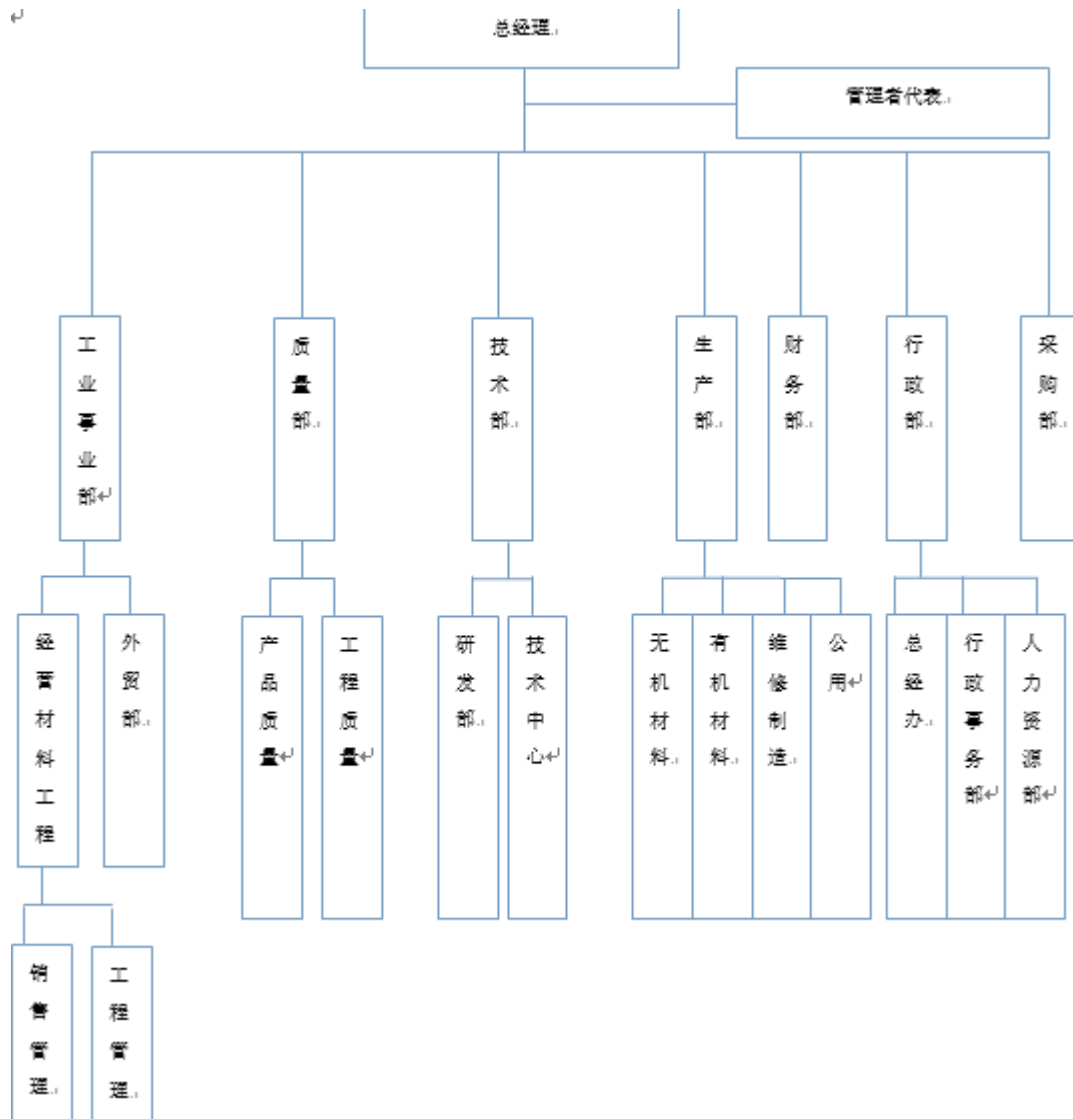 总经理
管理者代表
工业事业部
质量部
技术部
生产部
财务部
行政部
采购部
经营材料工程
外贸部
产品质量
工程质量
研发部
技术中心
无机材料
有机材料
维修制造
公用
总经办
行政事务部
人力资源部
销售管理
工程管理